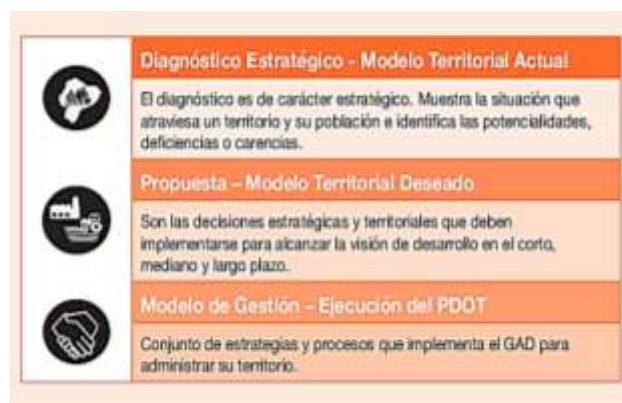 Diagnóstico Estratégico - Modelo Territorial Actual
El diagnóstico es de carácter estratégico. Muestra la situación que
atraviesa un territorio y su población e identifica las potencialidades,
deficiencias o carencias.
Propuesta – Modelo Territorial Deseado
Son las decisiones estratégicas y territoriales que deben
implementarse para alcanzar la visión de desarrollo en el corto,
mediano y largo plazo.
Modelo de Gestión – Ejecución del PDOT
Conjunto de estrategias y procesos que implementa el GAD para
administrar su territorio.